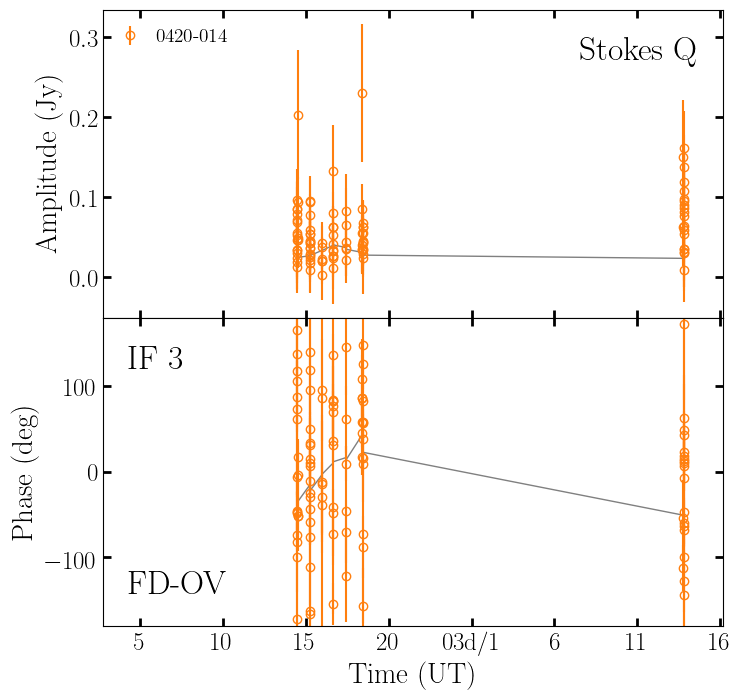 0420-014
Stokes Q
Amplitude (Jy)
0.3
0.2
0.1
0.0
IF 3
FD-OV
Phase (deg)
100
0
−100
5 10 15 20 03d/1 6 11 16
Time (UT)